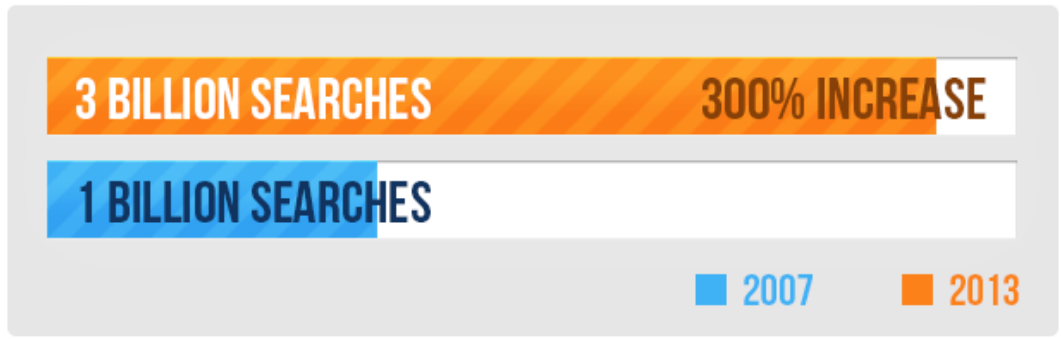 3 BILLION SEARCHES 300% INCREASE
1 BILLION SEARCHES
2007 2013